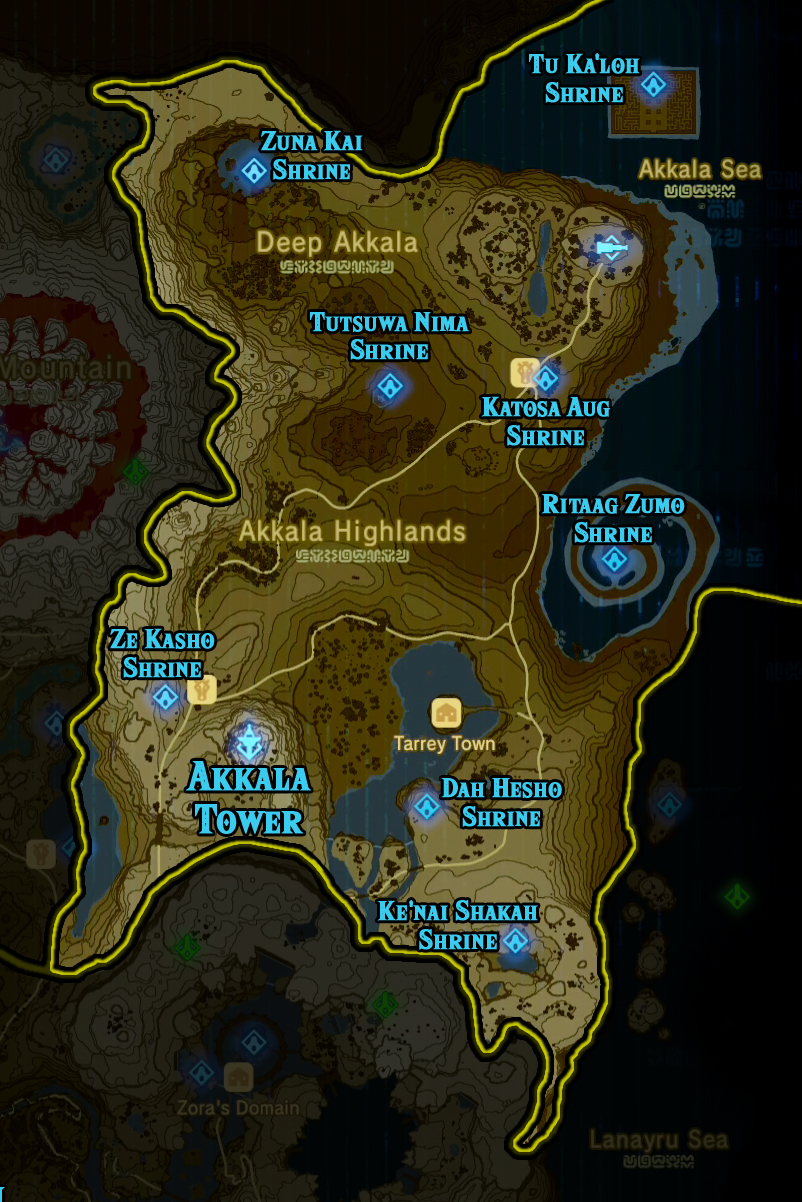 Tu Ka'loh
Shrine
Zuna Kai
Shrine
Akkala Sea
Deep Akkala
Tutsuwa Nima
Shrine
Mountain
Katosa Aug
Shrine
Ritaag Zumo
Shrine
Akkala Highlands
Ze Kasho
Shrine
Tarrey Town
Akkala
Tower
Dah Hesho
Shrine
Ke'nai Shakah
Shrine
Zora's Domain
Lanayru Sea